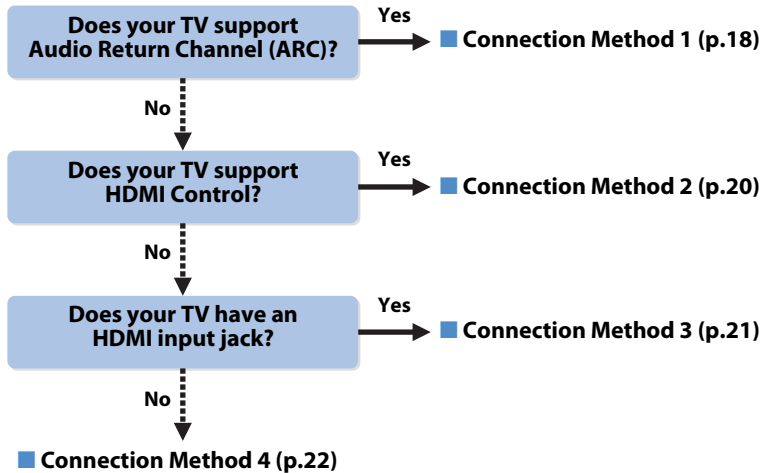 Does your TV support
Audio Return Channel (ARC)?
Yes
Connection Method 1 (p.18)
No
Does your TV support
HDMI Control?
Yes
Connection Method 2 (p.20)
No
Does your TV have an
HDMI input jack?
Yes
Connection Method 3 (p.21)
No
Connection Method 4 (p.22)